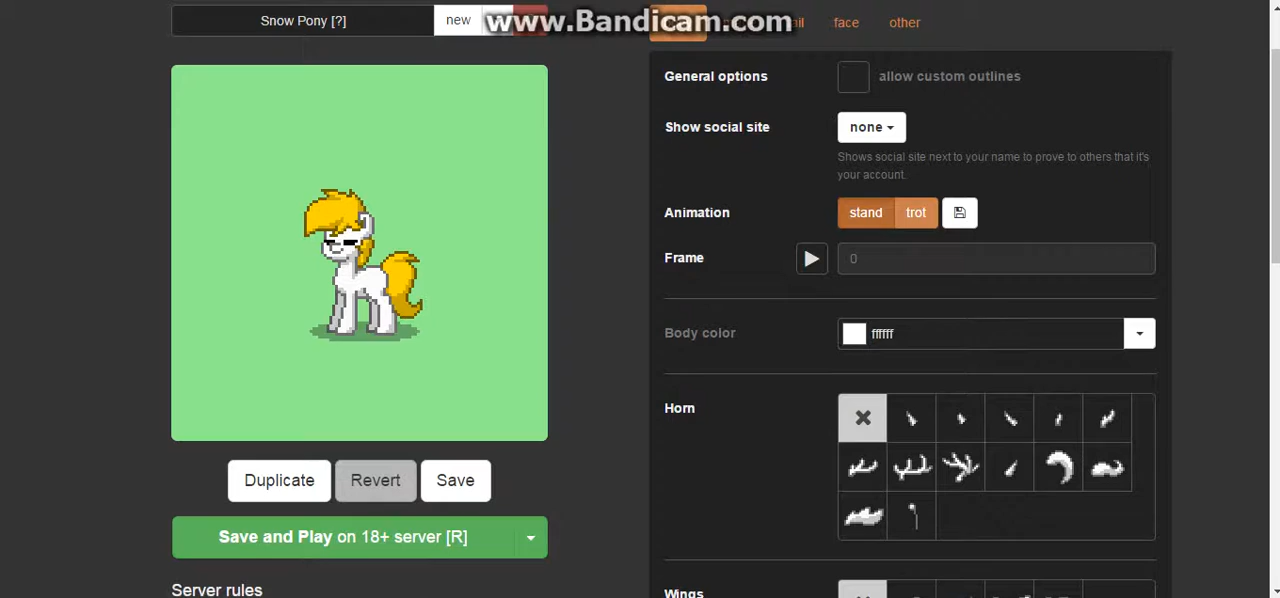 Snow Pony [?]
new
www.Bandicam.com
face
other
General options
allow custom outlines
Show social site
none
Shows social site next to your name to prove to others that it's
your account.
Animation
stand
trot
Frame
0
Body color
ffffff
Horn
Duplicate
Revert
Save
Save and Play on 18+ server [R]
Server rules
Wings